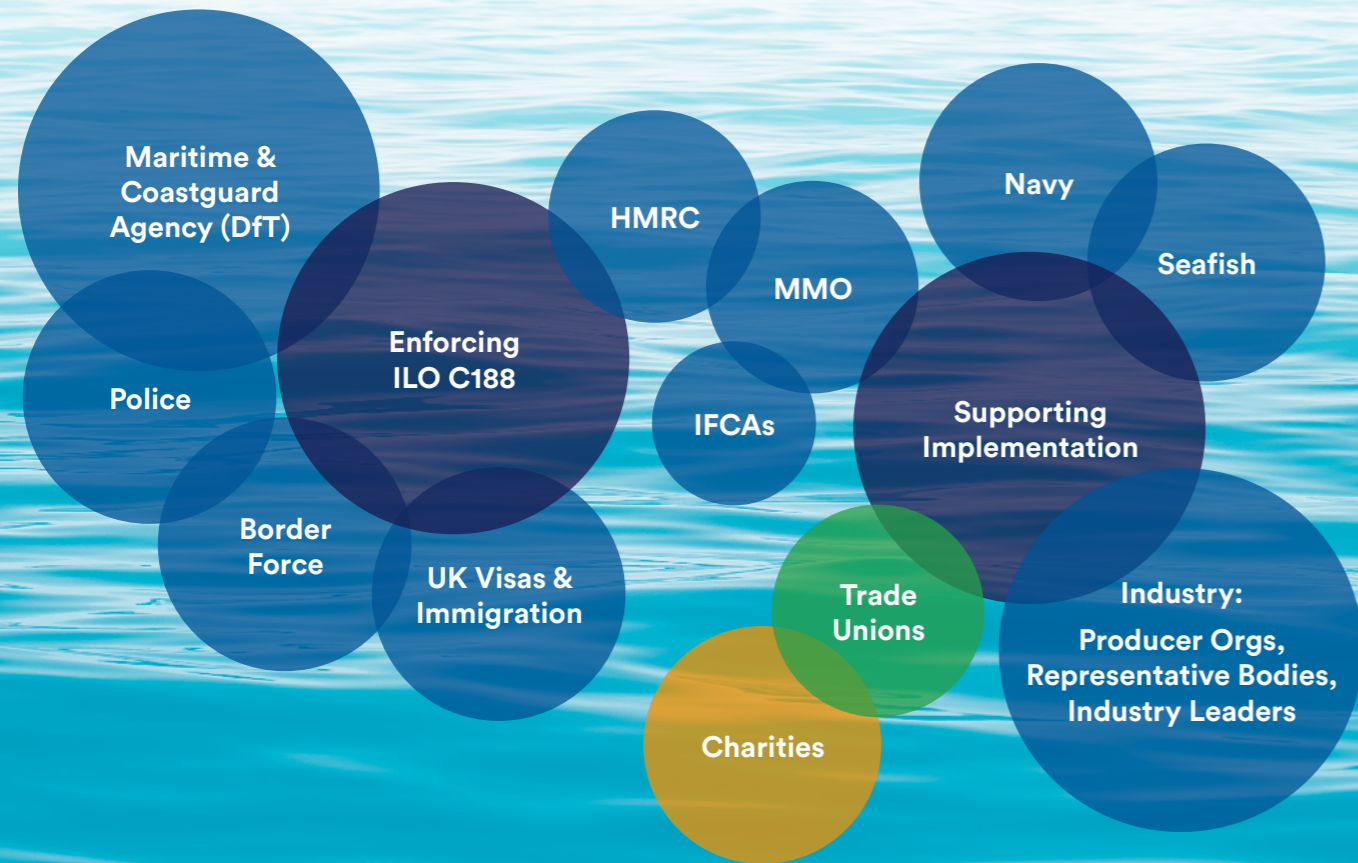 Maritime &
Coastguard
Agency (DfT)
HMRC
Navy
MMO
Seafish
Enforcing
ILO C188
Police
IFCAs
Supporting
Implementation
Border
Force
UK Visas &
Immigration
Trade
Unions
Industry:
Producer Orgs,
Representative Bodies,
Industry Leaders
Charities